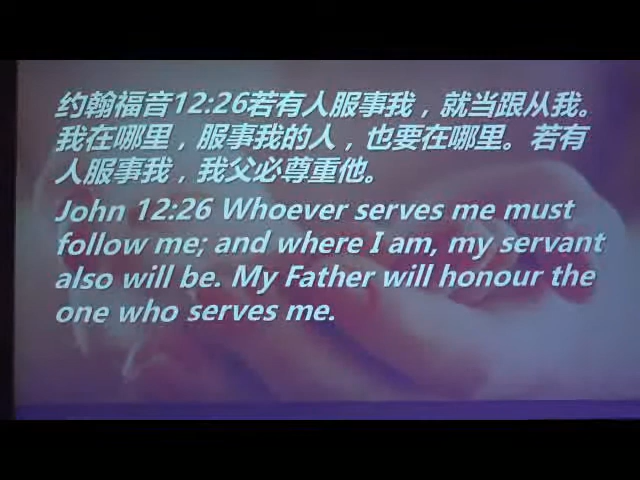 约翰福音12:26若有人服事我，就当跟从我。
我在哪里，服事我的人，也要在哪里。若有
人服事我，我父必尊重他。
John 12:26 Whoever serves me must
follow me; and where I am, my servant
also will be. My Father will honour the
one who serves me.